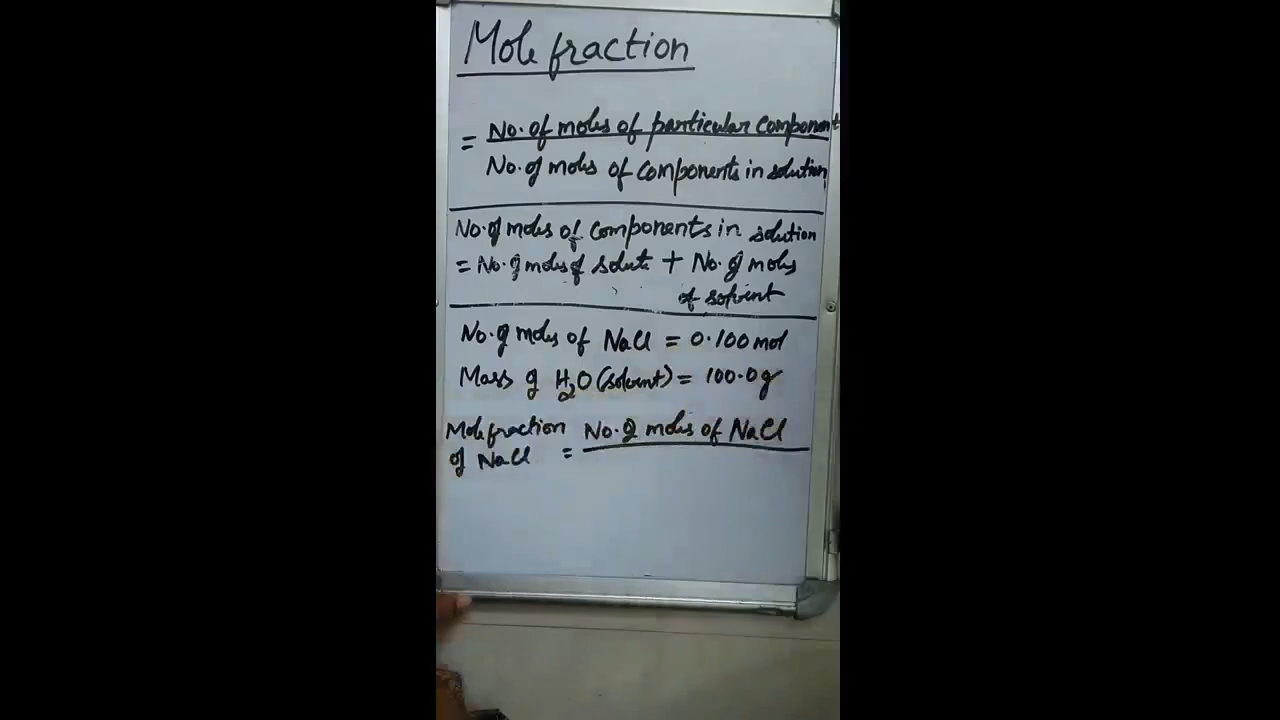 Mole fraction
= No. of moles of particular component
No. of moles of components in solution
No. of moles of components in solution
= No. of moles of solute + No. of moles
of solvent
No. of moles of NaCl = 0.100 mol
Mass of H₂O (solvent) = 100.0g
Mole fraction of NaCl = No. of moles of NaCl